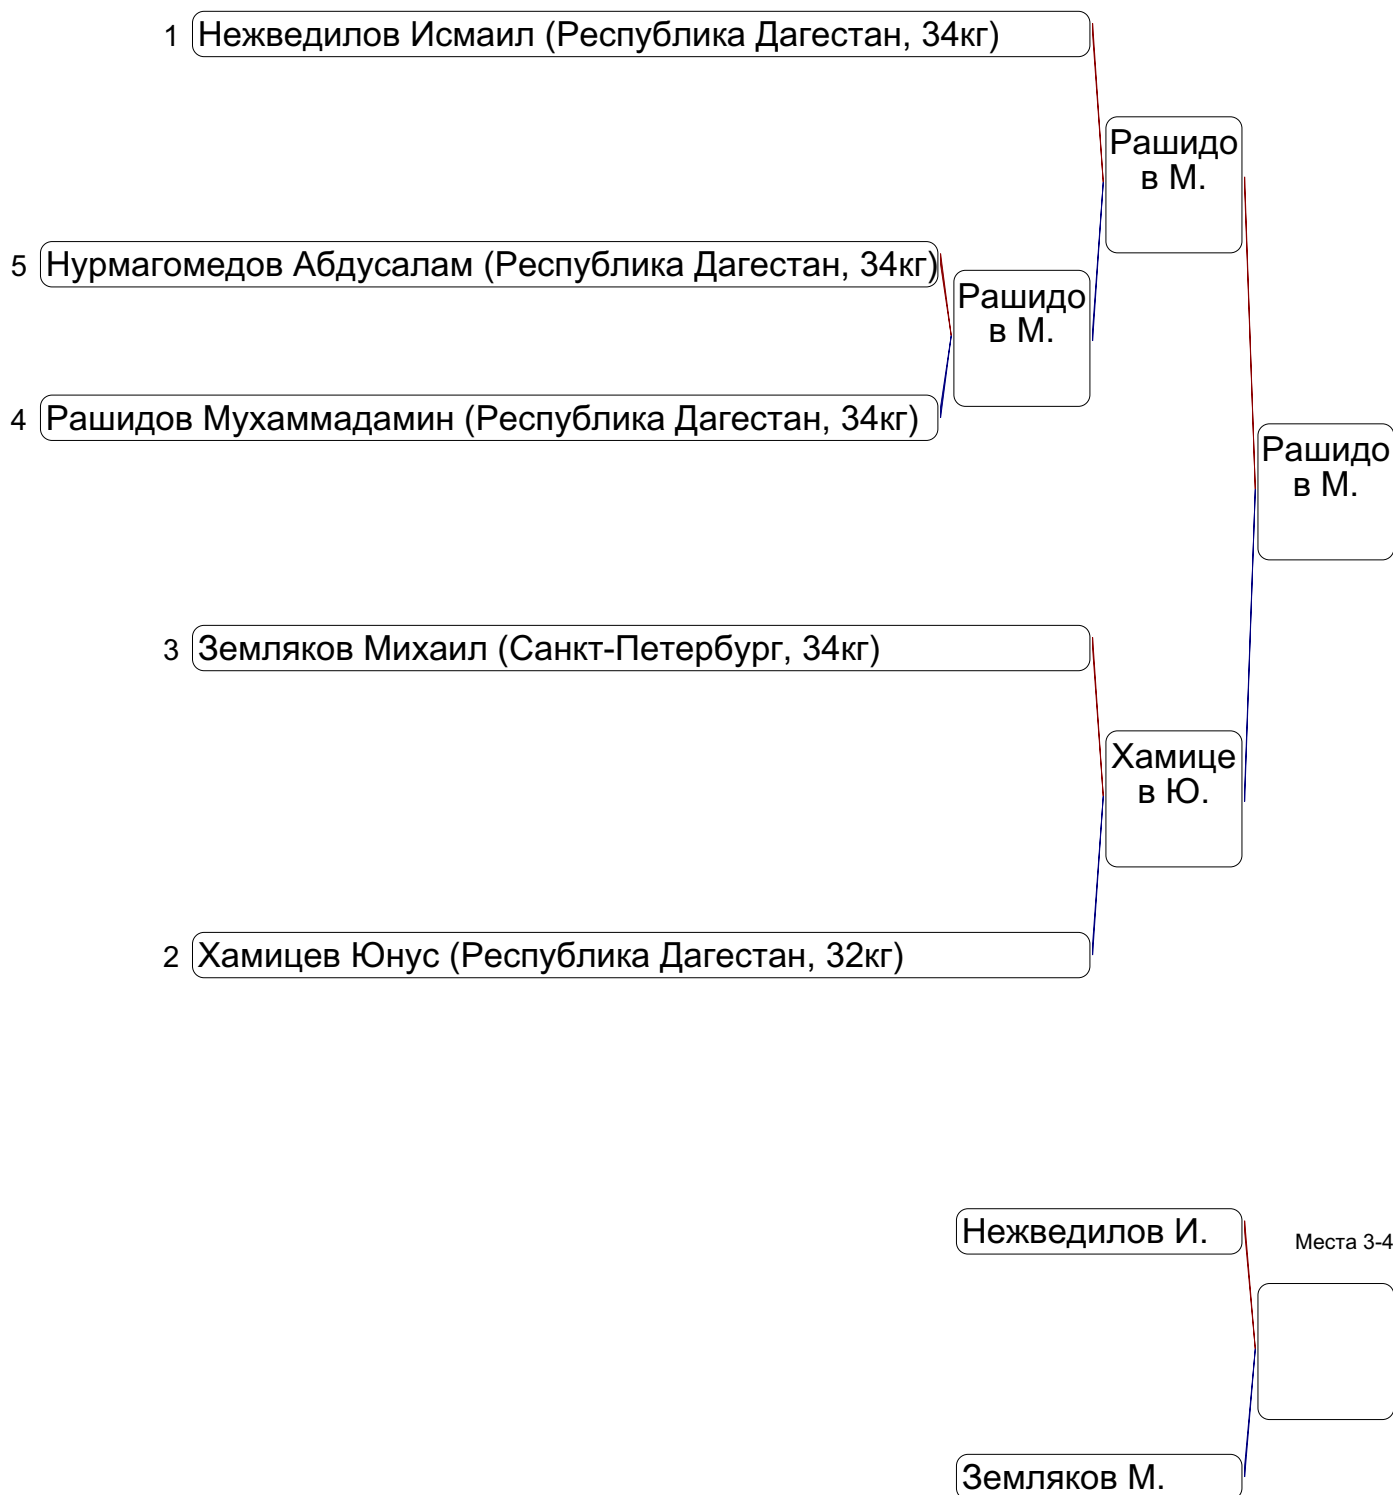 1 Нежведилов Исмаил (Республика Дагестан, 34кг)
Рашидо
в М.
5 Нурмагомедов Абдусалам (Республика Дагестан, 34кг)
Рашидо
в М.
4 Рашидов Мухаммадамин (Республика Дагестан, 34кг)
Рашидо
в М.
3 Земляков Михаил (Санкт-Петербург, 34кг)
Хамице
в Ю.
2 Хамицев Юнус (Республика Дагестан, 32кг)
Нежведилов И.
Места 3-4
Земляков М.